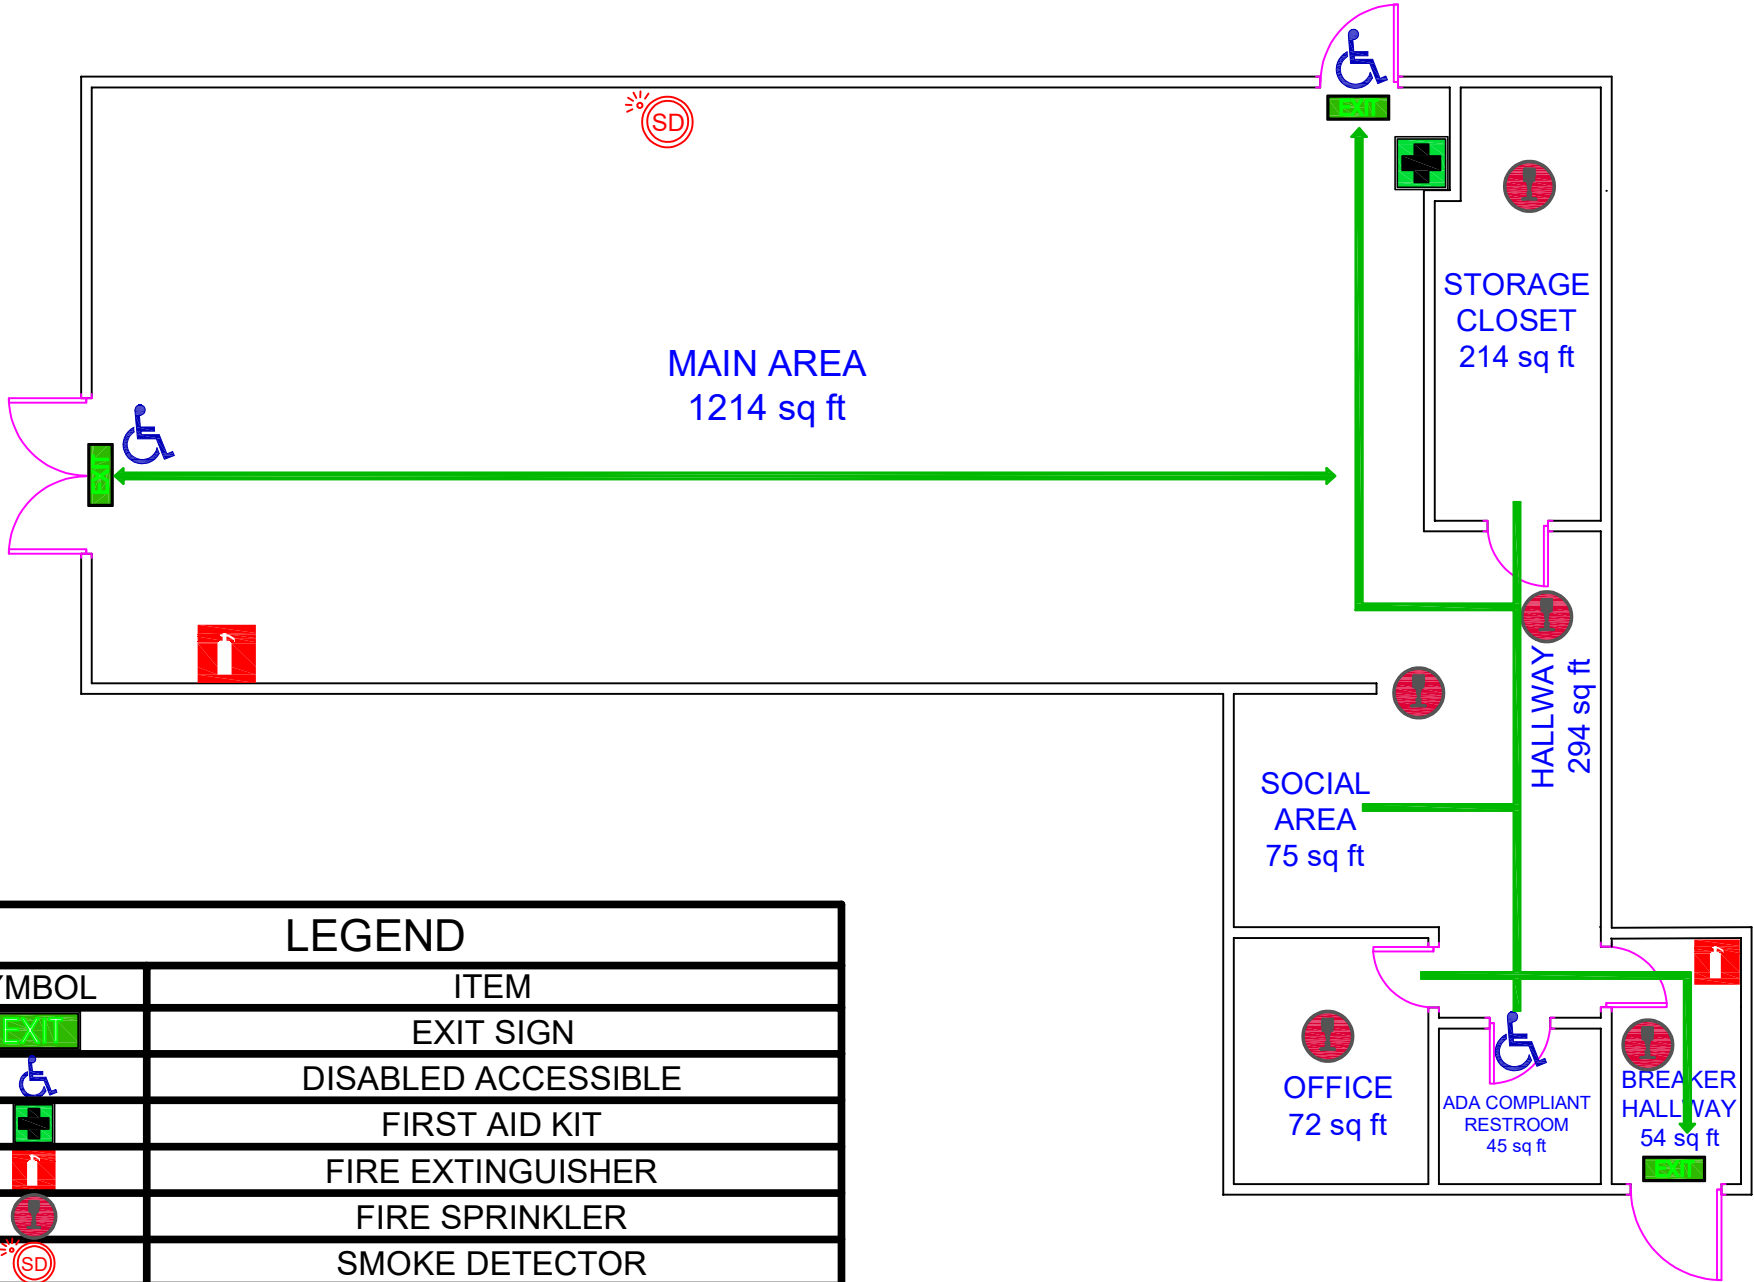 EXIT
SD
STORAGE
CLOSET
214 sq ft
MAIN AREA
1214 sq ft
EXIT
HALLWAY
294 sq ft
SOCIAL
AREA
75 sq ft
OFFICE
72 sq ft
ADA COMPLIANT
RESTROOM
45 sq ft
BREAKER
HALLWAY
54 sq ft
EXIT
LEGEND
YMBOL ITEM
EXIT EXIT SIGN
DISABLED ACCESSIBLE
FIRST AID KIT
FIRE EXTINGUISHER
FIRE SPRINKLER
SD SMOKE DETECTOR